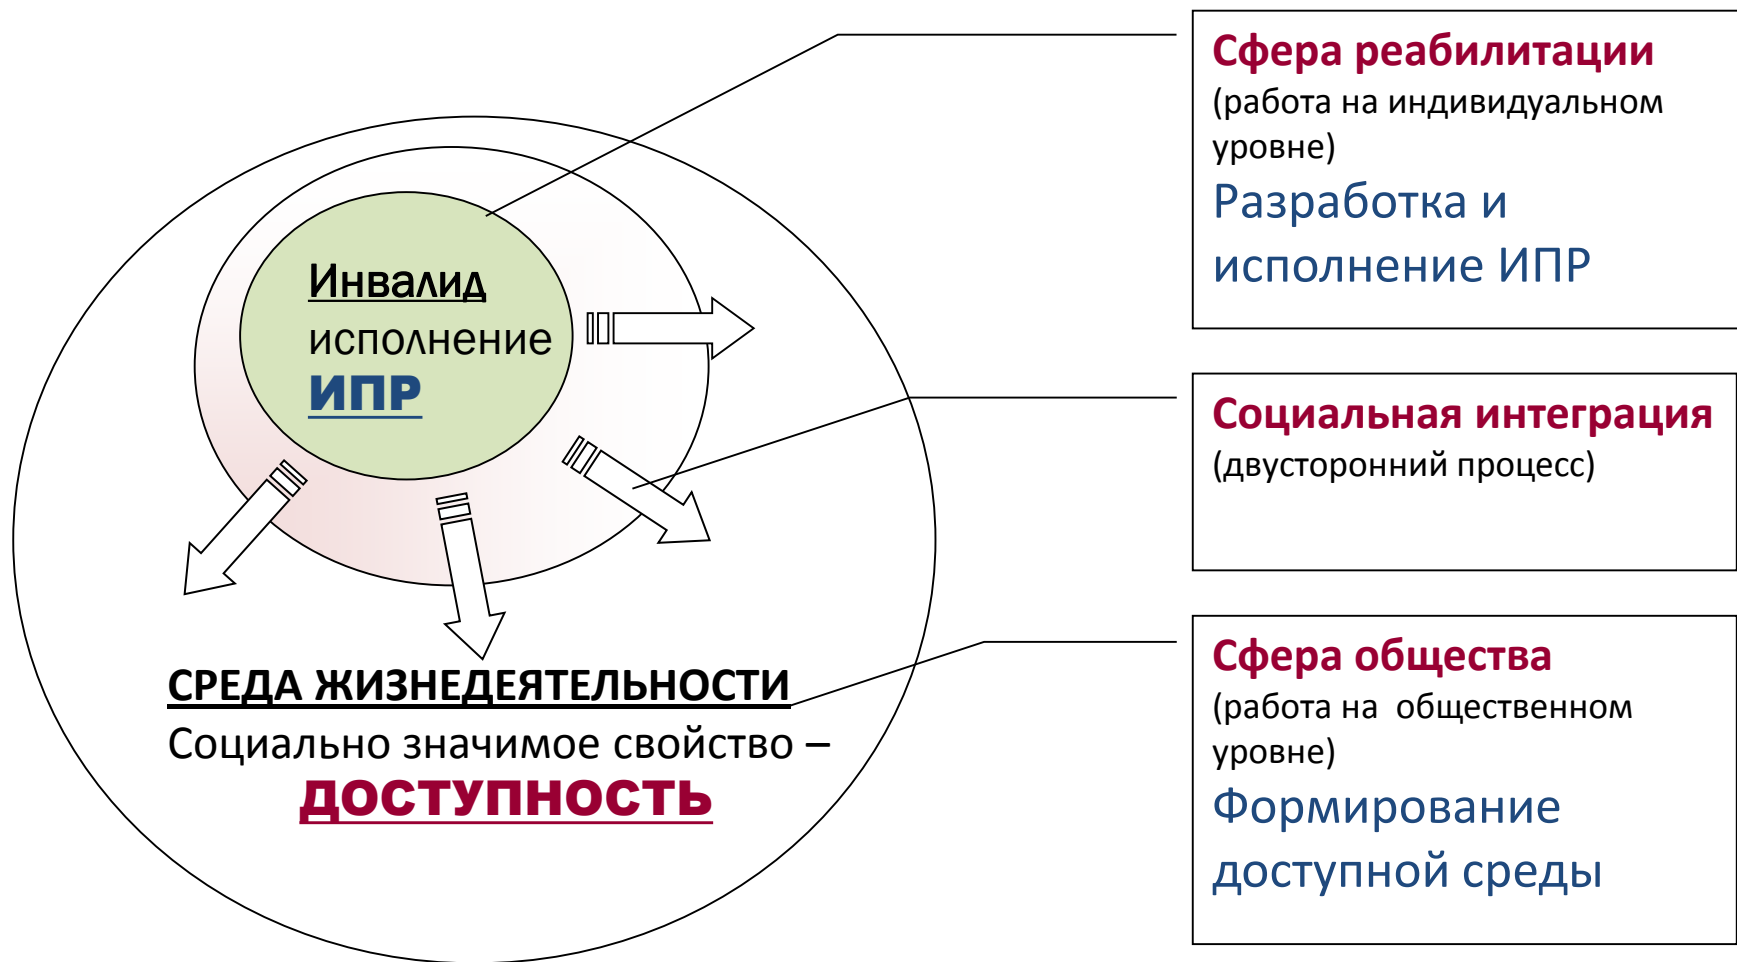 Инвалид
исполнение
ИПР
СРЕДА ЖИЗНЕДЕЯТЕЛЬНОСТИ
Социально значимое свойство –
ДОСТУПНОСТЬ
Сфера реабилитации
(работа на индивидуальном
уровне)
Разработка и
исполнение ИПР
Социальная интеграция
(двусторонний процесс)
Сфера общества
(работа на общественном
уровне)
Формирование
доступной среды